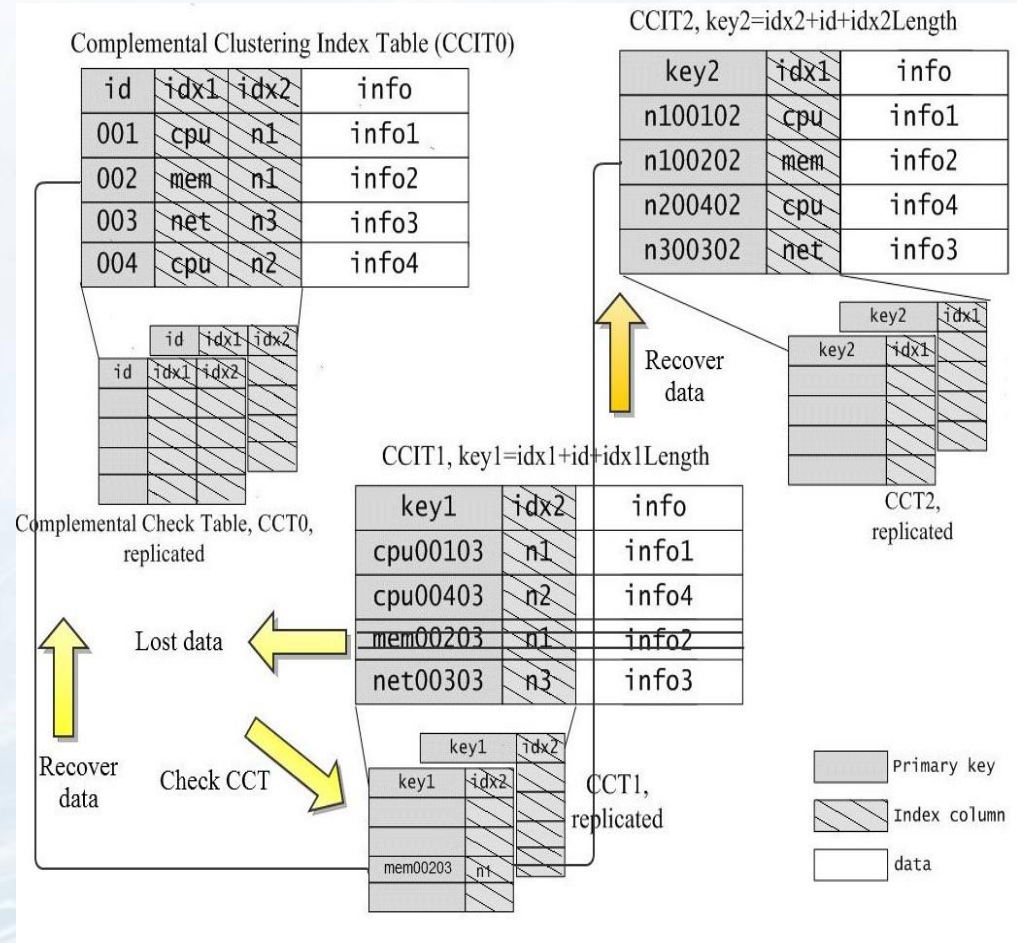 Complemental Clustering Index Table (CCIT0)
id idx1 idx2 info
001 cpu n1 info1
002 mem n1 info2
003 net n3 info3
004 cpu n2 info4
id idx1 idx2
id idx1 idx2
Complemental Check Table, CCT0,
replicated
CCIT2, key2=idx2+id+idx2Length
key2 idx1 info
n100102 cpu info1
n100202 mem info2
n200402 cpu info4
n300302 net info3
key2 idx1
key2 idx1
CCT2,
replicated
Recover
data
CCIT1, key1=idx1+id+idx1Length
key1 idx2 info
cpu00103 n1 info1
cpu00403 n2 info4
mem00203 n1 info2
net00303 n3 info3
Lost data
Recover
data
Check CCT
key1 idx2
key1 idx2
mem00203 n1
CCT1,
replicated
Primary key
Index column
data